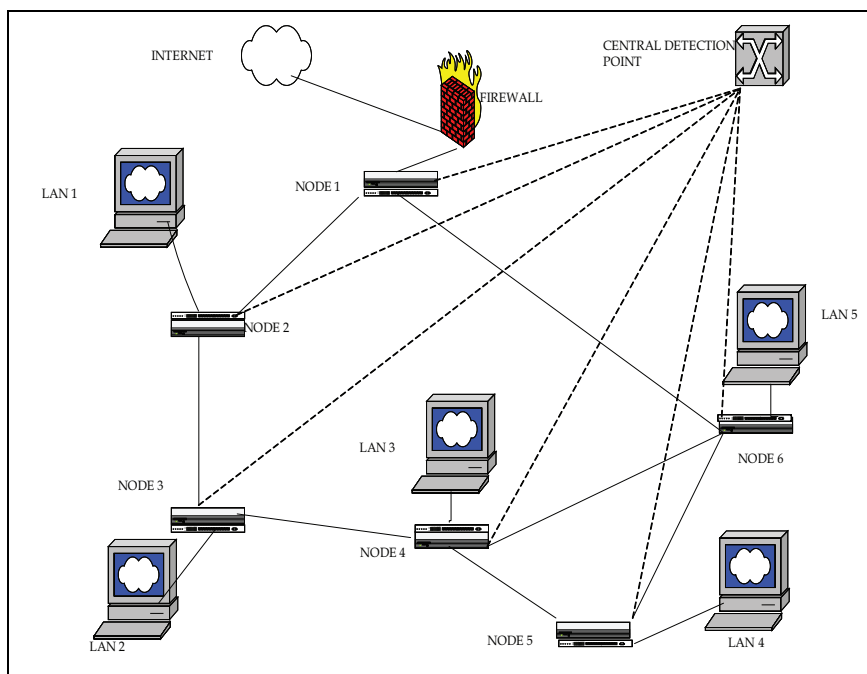 INTERNET
CENTRAL DETECTION
POINT
FIREWALL
NODE 1
LAN 1
NODE 2
LAN 5
LAN 3
NODE 6
NODE 3
NODE 4
NODE 5
LAN 2
LAN 4